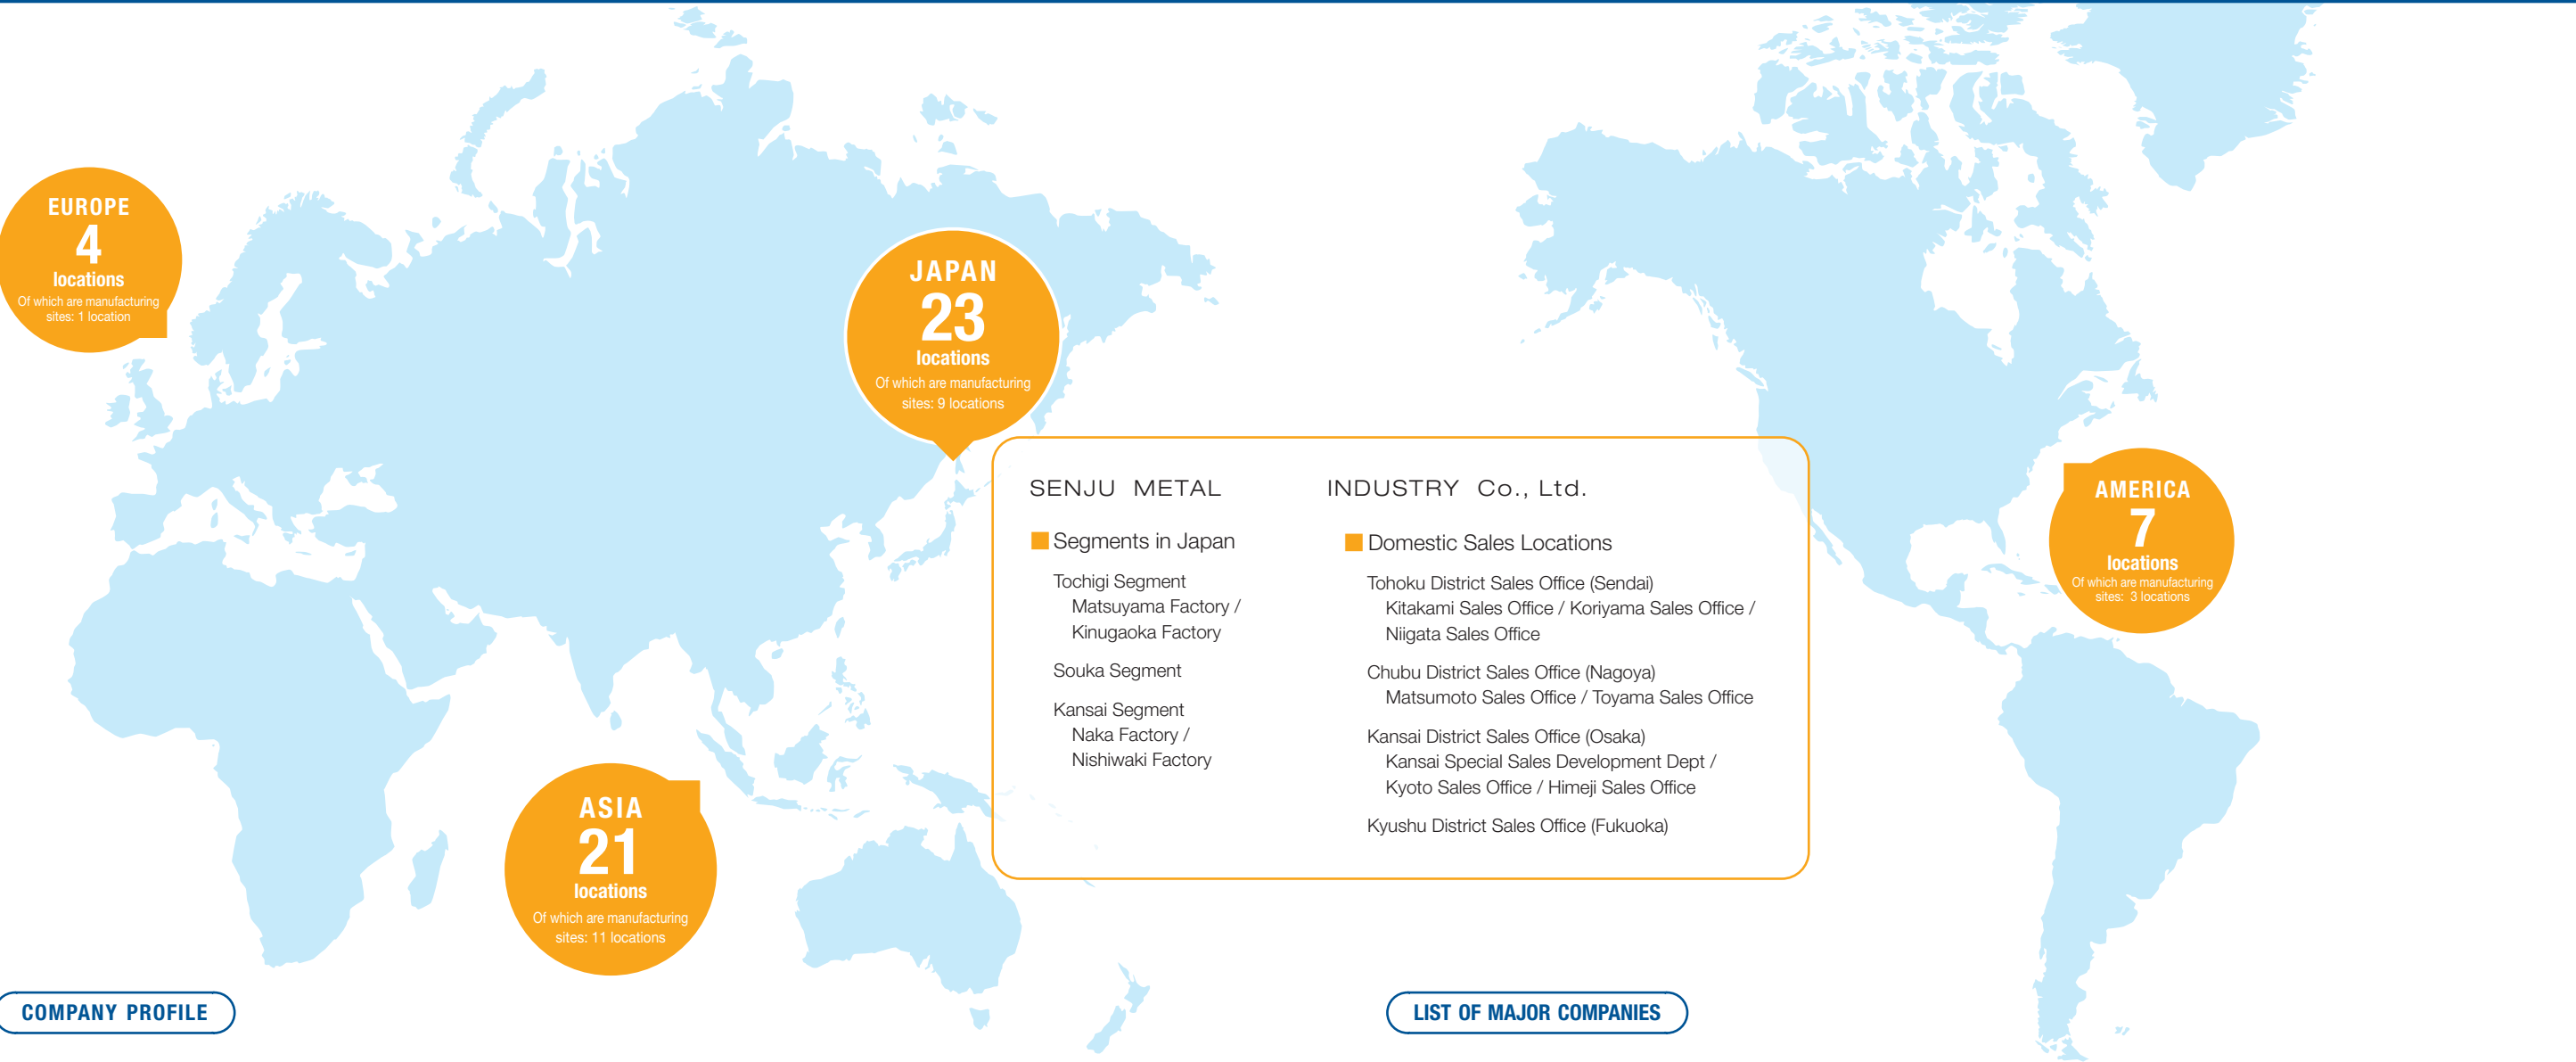 EUROPE
4
locations
Of which are manufacturing
sites: 1 location
JAPAN
23
locations
Of which are manufacturing
sites: 9 locations
SENJU METAL INDUSTRY Co., Ltd.
Segments in Japan
Tochigi Segment
Matsuyama Factory /
Kinugaoka Factory
Souka Segment
Kansai Segment
Naka Factory /
Nishiwaki Factory
Domestic Sales Locations
Tohoku District Sales Office (Sendai)
Kitakami Sales Office / Koriyama Sales Office /
Niigata Sales Office
Chubu District Sales Office (Nagoya)
Matsumoto Sales Office / Toyama Sales Office
Kansai District Sales Office (Osaka)
Kansai Special Sales Development Dept /
Kyoto Sales Office / Himeji Sales Office
Kyushu District Sales Office (Fukuoka)
AMERICA
7
locations
Of which are manufacturing
sites: 3 locations
ASIA
21
locations
Of which are manufacturing
sites: 11 locations
COMPANY PROFILE
LIST OF MAJOR COMPANIES